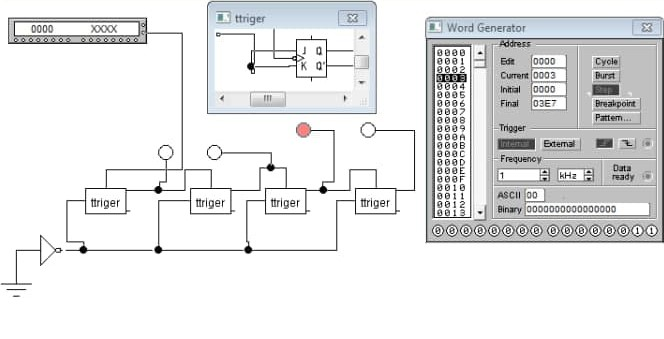 0000 XXXX
ttriger
J Q
K Q'
ttriger
ttriger
ttriger
ttriger
Word Generator
0000
0001
0002
0003
0004
0005
0006
0007
0008
0009
000A
000B
000C
000D
000E
000F
0010
0011
0012
0013
Address
Edit 0000
Current 0003
Initial 0000
Final 03E7
Cycle
Burst
Step
Breakpoint
Pattern...
Trigger
Internal External
Frequency
1 kHz
Data
ready
ASCII 00
Binary 0000000000000000
0 0 0 0 0 0 0 0 0 0 0 0 0 0 1 1